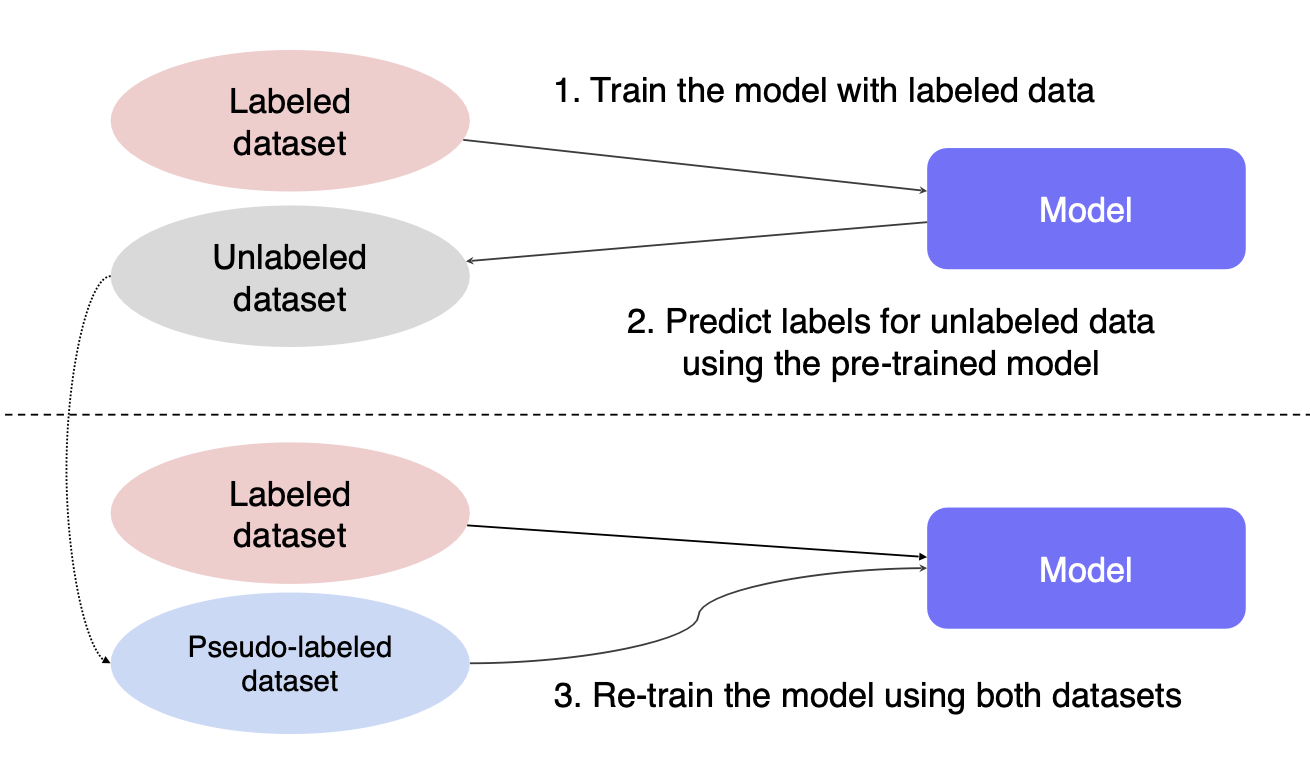 Labeled
dataset
1. Train the model with labeled data
Model
Unlabeled
dataset
2. Predict labels for unlabeled data
using the pre-trained model
Labeled
dataset
Model
Pseudo-labeled
dataset
3. Re-train the model using both datasets